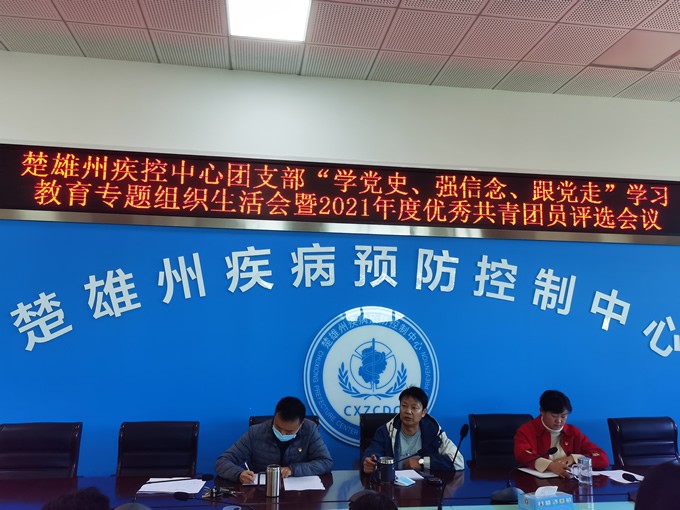 楚雄州疾控中心团支部“学党史、强信念、跟党走”学习
教育专题组织生活会暨2021年度优秀共青团员评选会议
楚雄州疾病预防控制中心
CXZCDC